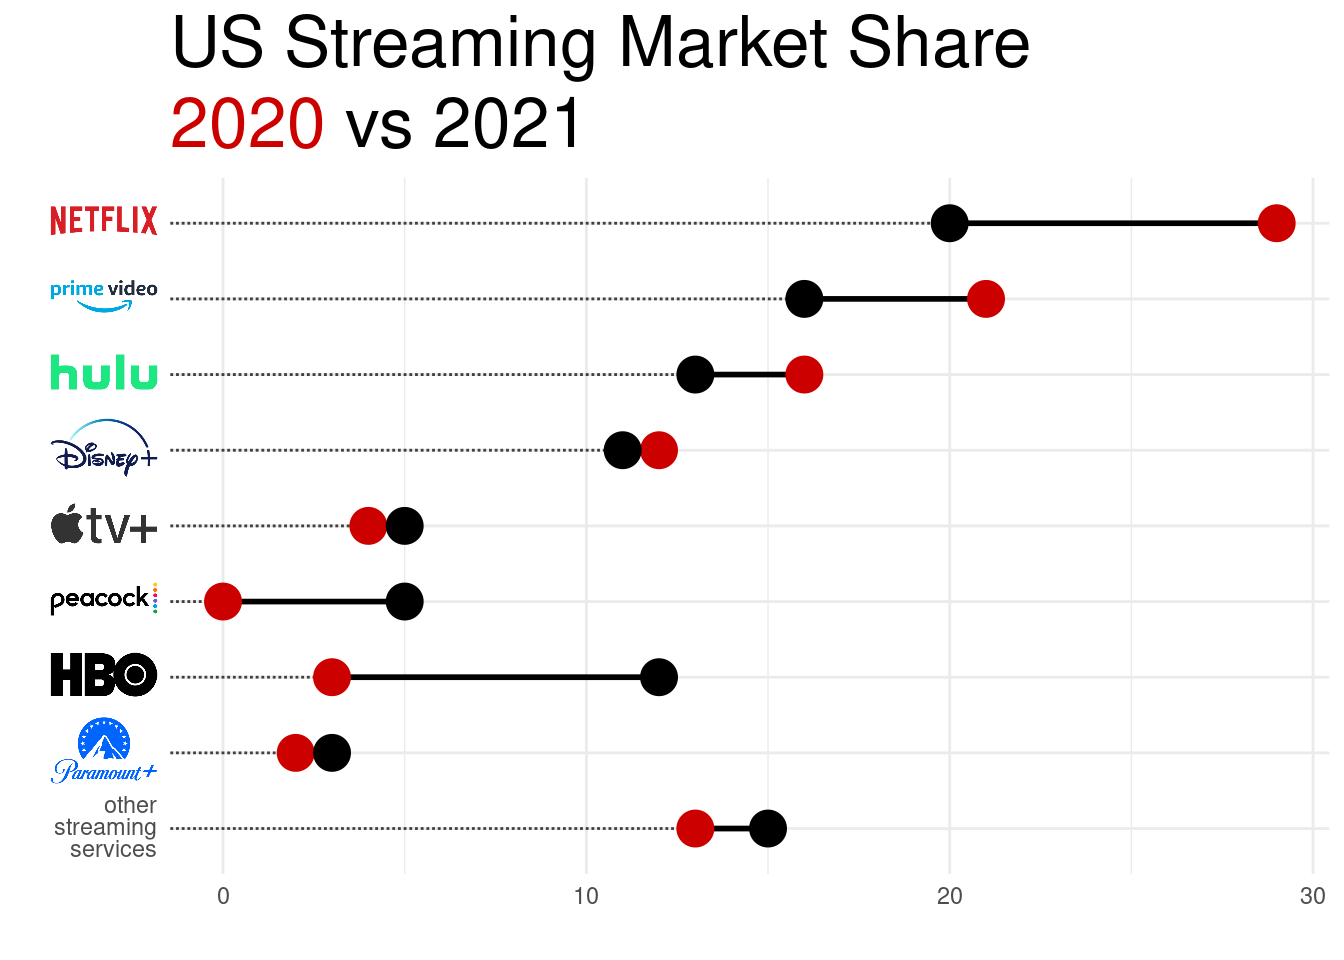 US Streaming Market Share
2020 vs 2021
NETFLIX
prime video
hulu
Disney+
tv+
peacock
HBO
Paramount+
other
streaming
services
0 10 20 30